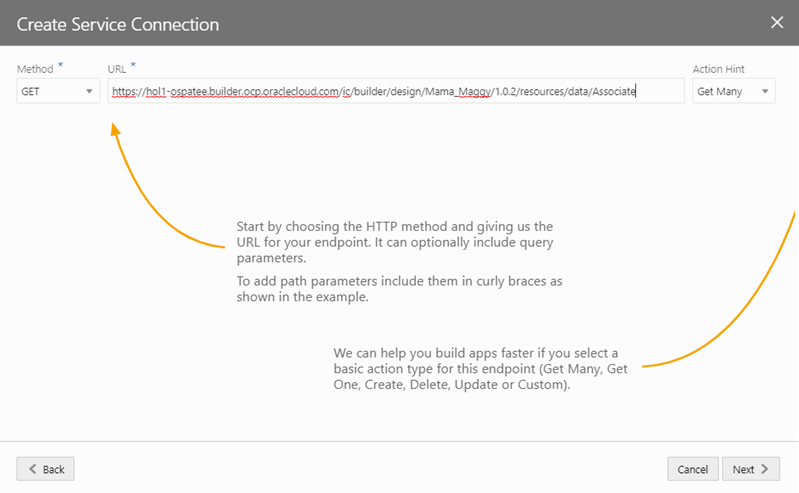 Create Service Connection
Method *
URL *
Action Hint
GET
https://hol1-ospatee.builder.ocp.oraclecloud.com/ic/builder/design/Mama_Maggy/1.0.2/resources/data/Associate
Get Many
Start by choosing the HTTP method and giving us the
URL for your endpoint. It can optionally include query
parameters.
To add path parameters include them in curly braces as
shown in the example.
We can help you build apps faster if you select a
basic action type for this endpoint (Get Many, Get
One, Create, Delete, Update or Custom).
Back
Cancel
Next